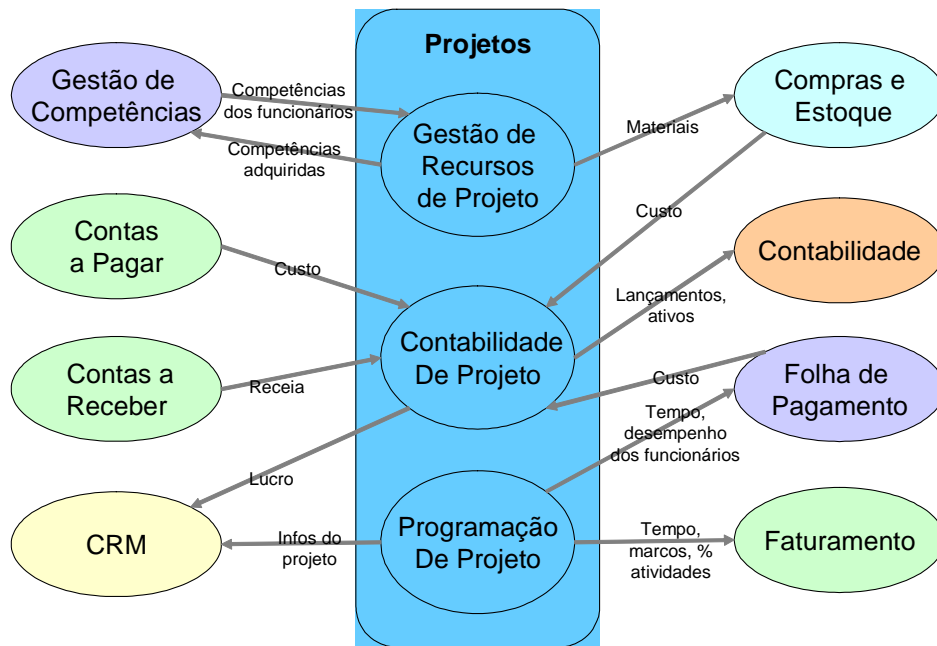 Projetos
Gestão de
Competências
Competências
dos funcionários
Competências
adquiridas
Gestão de
Recursos
de Projeto
Materiais
Compras e
Estoque
Contas
a Pagar
Custo
Custo
Contabilidade
Lançamentos,
ativos
Contabilidade
De Projeto
Contas a
Receber
Receia
Custo
Folha de
Pagamento
Tempo,
desempenho
dos funcionários
Lucro
CRM
Infos do
projeto
Programação
De Projeto
Tempo,
marcos, %
atividades
Faturamento